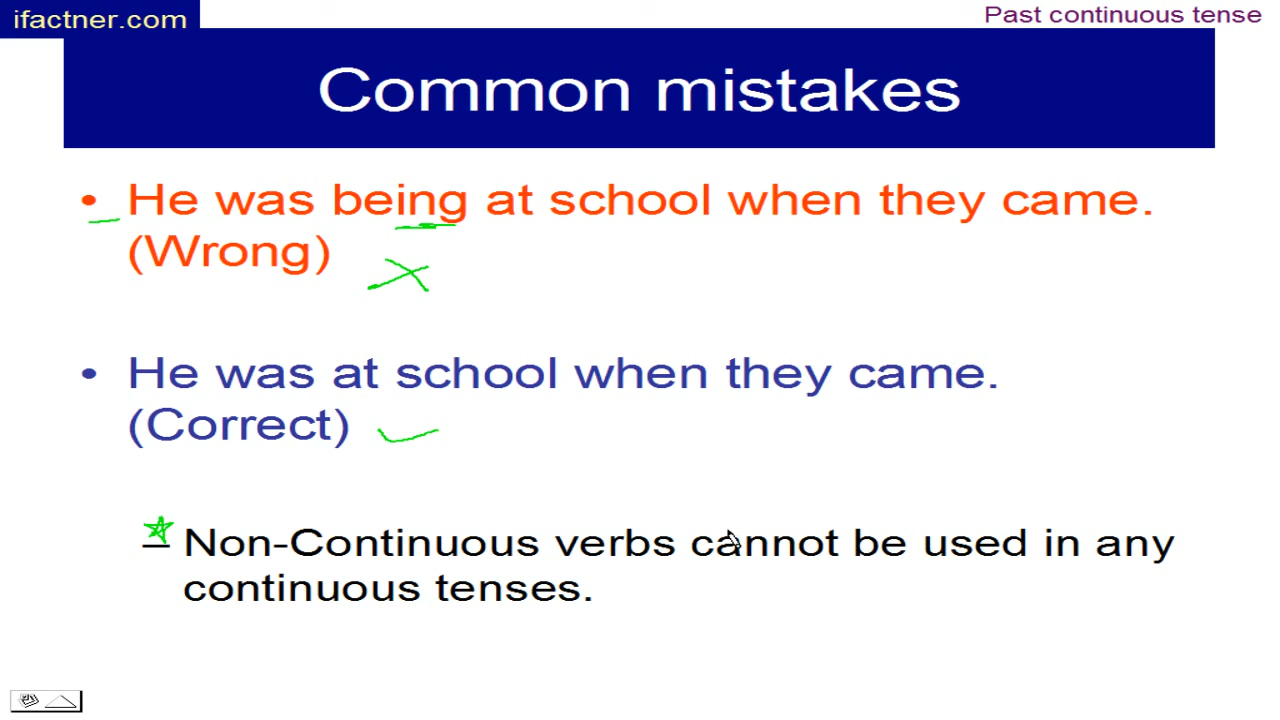 ifactner.com
Past continuous tense
Common mistakes
• He was being at school when they came.
(Wrong)
• He was at school when they came.
(Correct)
– Non-Continuous verbs cannot be used in any
continuous tenses.